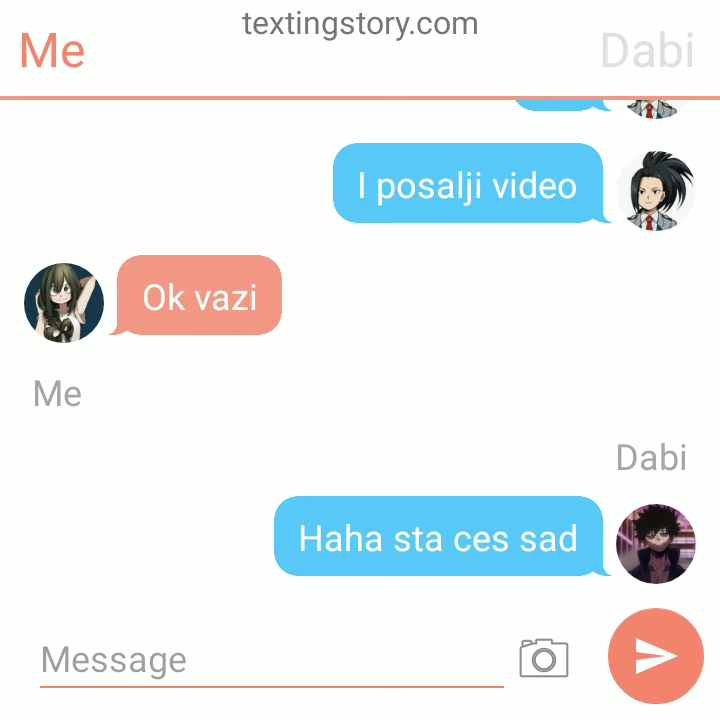 textingstory.com
Me
Dabi
I posalji video
Ok vazi
Me
Dabi
Haha sta ces sad
Message